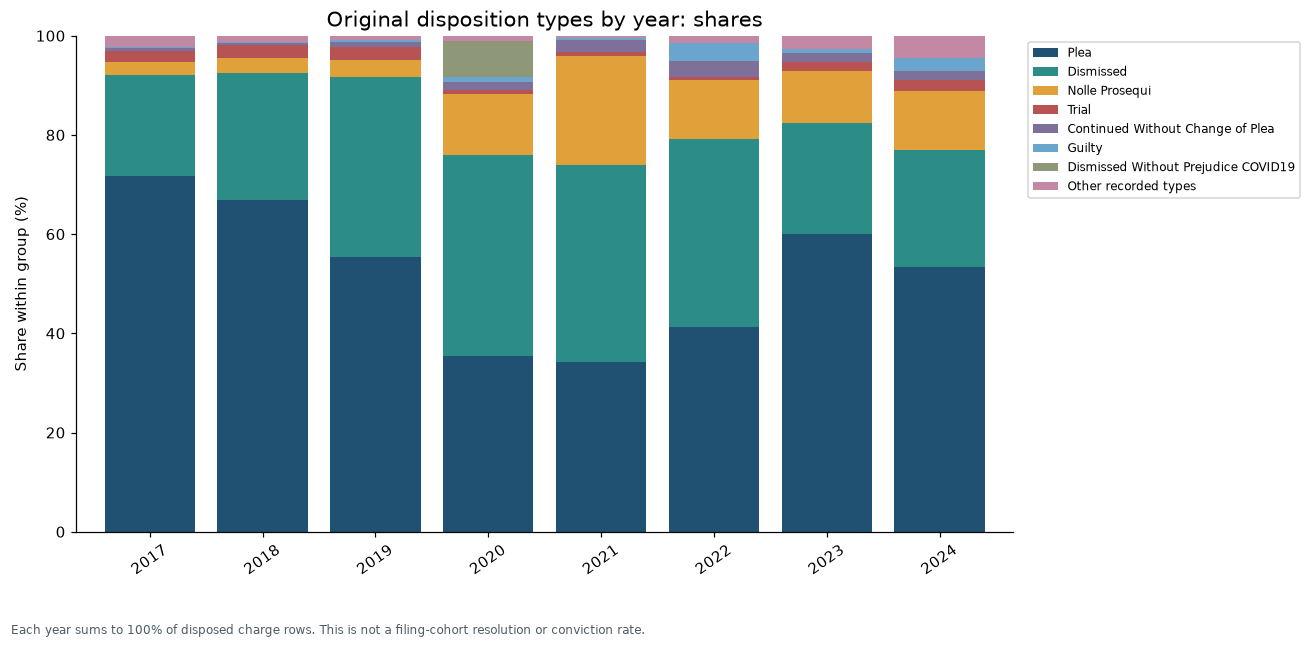 Original disposition types by year: shares
Share within group (%)
100
80
60
40
20
0
2017
2018
2019
2020
2021
2022
2023
2024
Plea
Dismissed
Nolle Prosequi
Trial
Continued Without Change of Plea
Guilty
Dismissed Without Prejudice COVID19
Other recorded types
Each year sums to 100% of disposed charge rows. This is not a filing-cohort resolution or conviction rate.